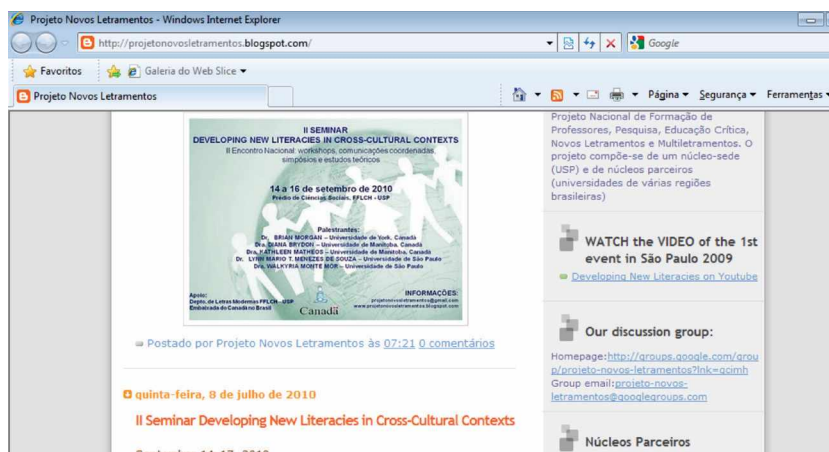 Projeto Novos Letramentos - Windows Internet Explorer
http://projetonovosletramentos.blogspot.com/
Google
Favoritos
Galeria do Web Slice
Projeto Novos Letramentos
Página
Segurança
Ferramentas
II SEMINAR
DEVELOPING NEW LITERACIES IN CROSS-CULTURAL CONTEXTS
II Encontro Nacional: workshops, comunicações coordenadas,
simpósios e estudos teóricos
14 a 16 de setembro de 2010
Prédio de Ciências Sociais, FFLCH - USP
Palestrantes:
Dr. BRIAN MORGAN – Universidade de York, Canadá
Dra. DIANA BRYDON – Universidade de Manitoba, Canadá
Dra. KATHLEEN MATHEOS – Universidade de Manitoba, Canadá
Dr. LYNN MARIO T. MENEZES DE SOUZA – Universidade de São Paulo
Dra. WALKYRIA MONTE MOR – Universidade de São Paulo
Apoio:
Depto. de Letras Modernas FFLCH - USP
Embaixada do Canadá no Brasil
Canadä
INFORMAÇÕES:
projetonovosletramentos@gmail.com
www.projetonovosletramentos.blogspot.com
Postado por Projeto Novos Letramentos às 07:21 0 comentários
quinta-feira, 8 de julho de 2010
II Seminar Developing New Literacies in Cross-Cultural Contexts
Projeto Nacional de Formação de
Professores, Pesquisa, Educação Crítica,
Novos Letramentos e Multiletramentos. O
projeto compõe-se de um núcleo-sede
(USP) e de núcleos parceiros
(universidades de várias regiões
brasileiras)
WATCH the VIDEO of the 1st
event in São Paulo 2009
Developing New Literacies on Youtube
Our discussion group:
Homepage:http://groups.google.com/grou
p/projeto-novos-letramentos?lnk=gcimh
Group email:projeto-novos-
letramentos@googlegroups.com
Núcleos Parceiros